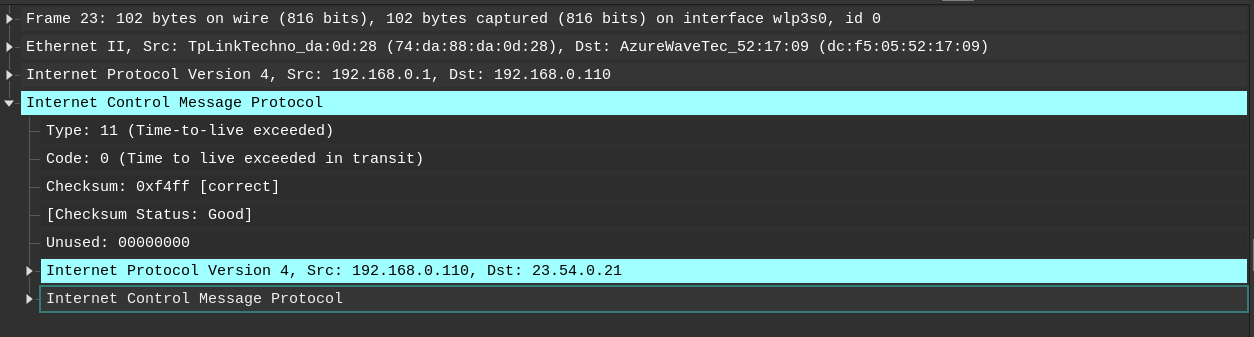 Frame 23: 102 bytes on wire (816 bits), 102 bytes captured (816 bits) on interface wlp3s0, id 0
Ethernet II, Src: TpLinkTechno_da:0d:28 (74:da:88:da:0d:28), Dst: AzureWaveTec_52:17:09 (dc:f5:05:52:17:09)
Internet Protocol Version 4, Src: 192.168.0.1, Dst: 192.168.0.110
Internet Control Message Protocol
Type: 11 (Time-to-live exceeded)
Code: 0 (Time to live exceeded in transit)
Checksum: 0xf4ff [correct]
[Checksum Status: Good]
Unused: 00000000
Internet Protocol Version 4, Src: 192.168.0.110, Dst: 23.54.0.21
Internet Control Message Protocol